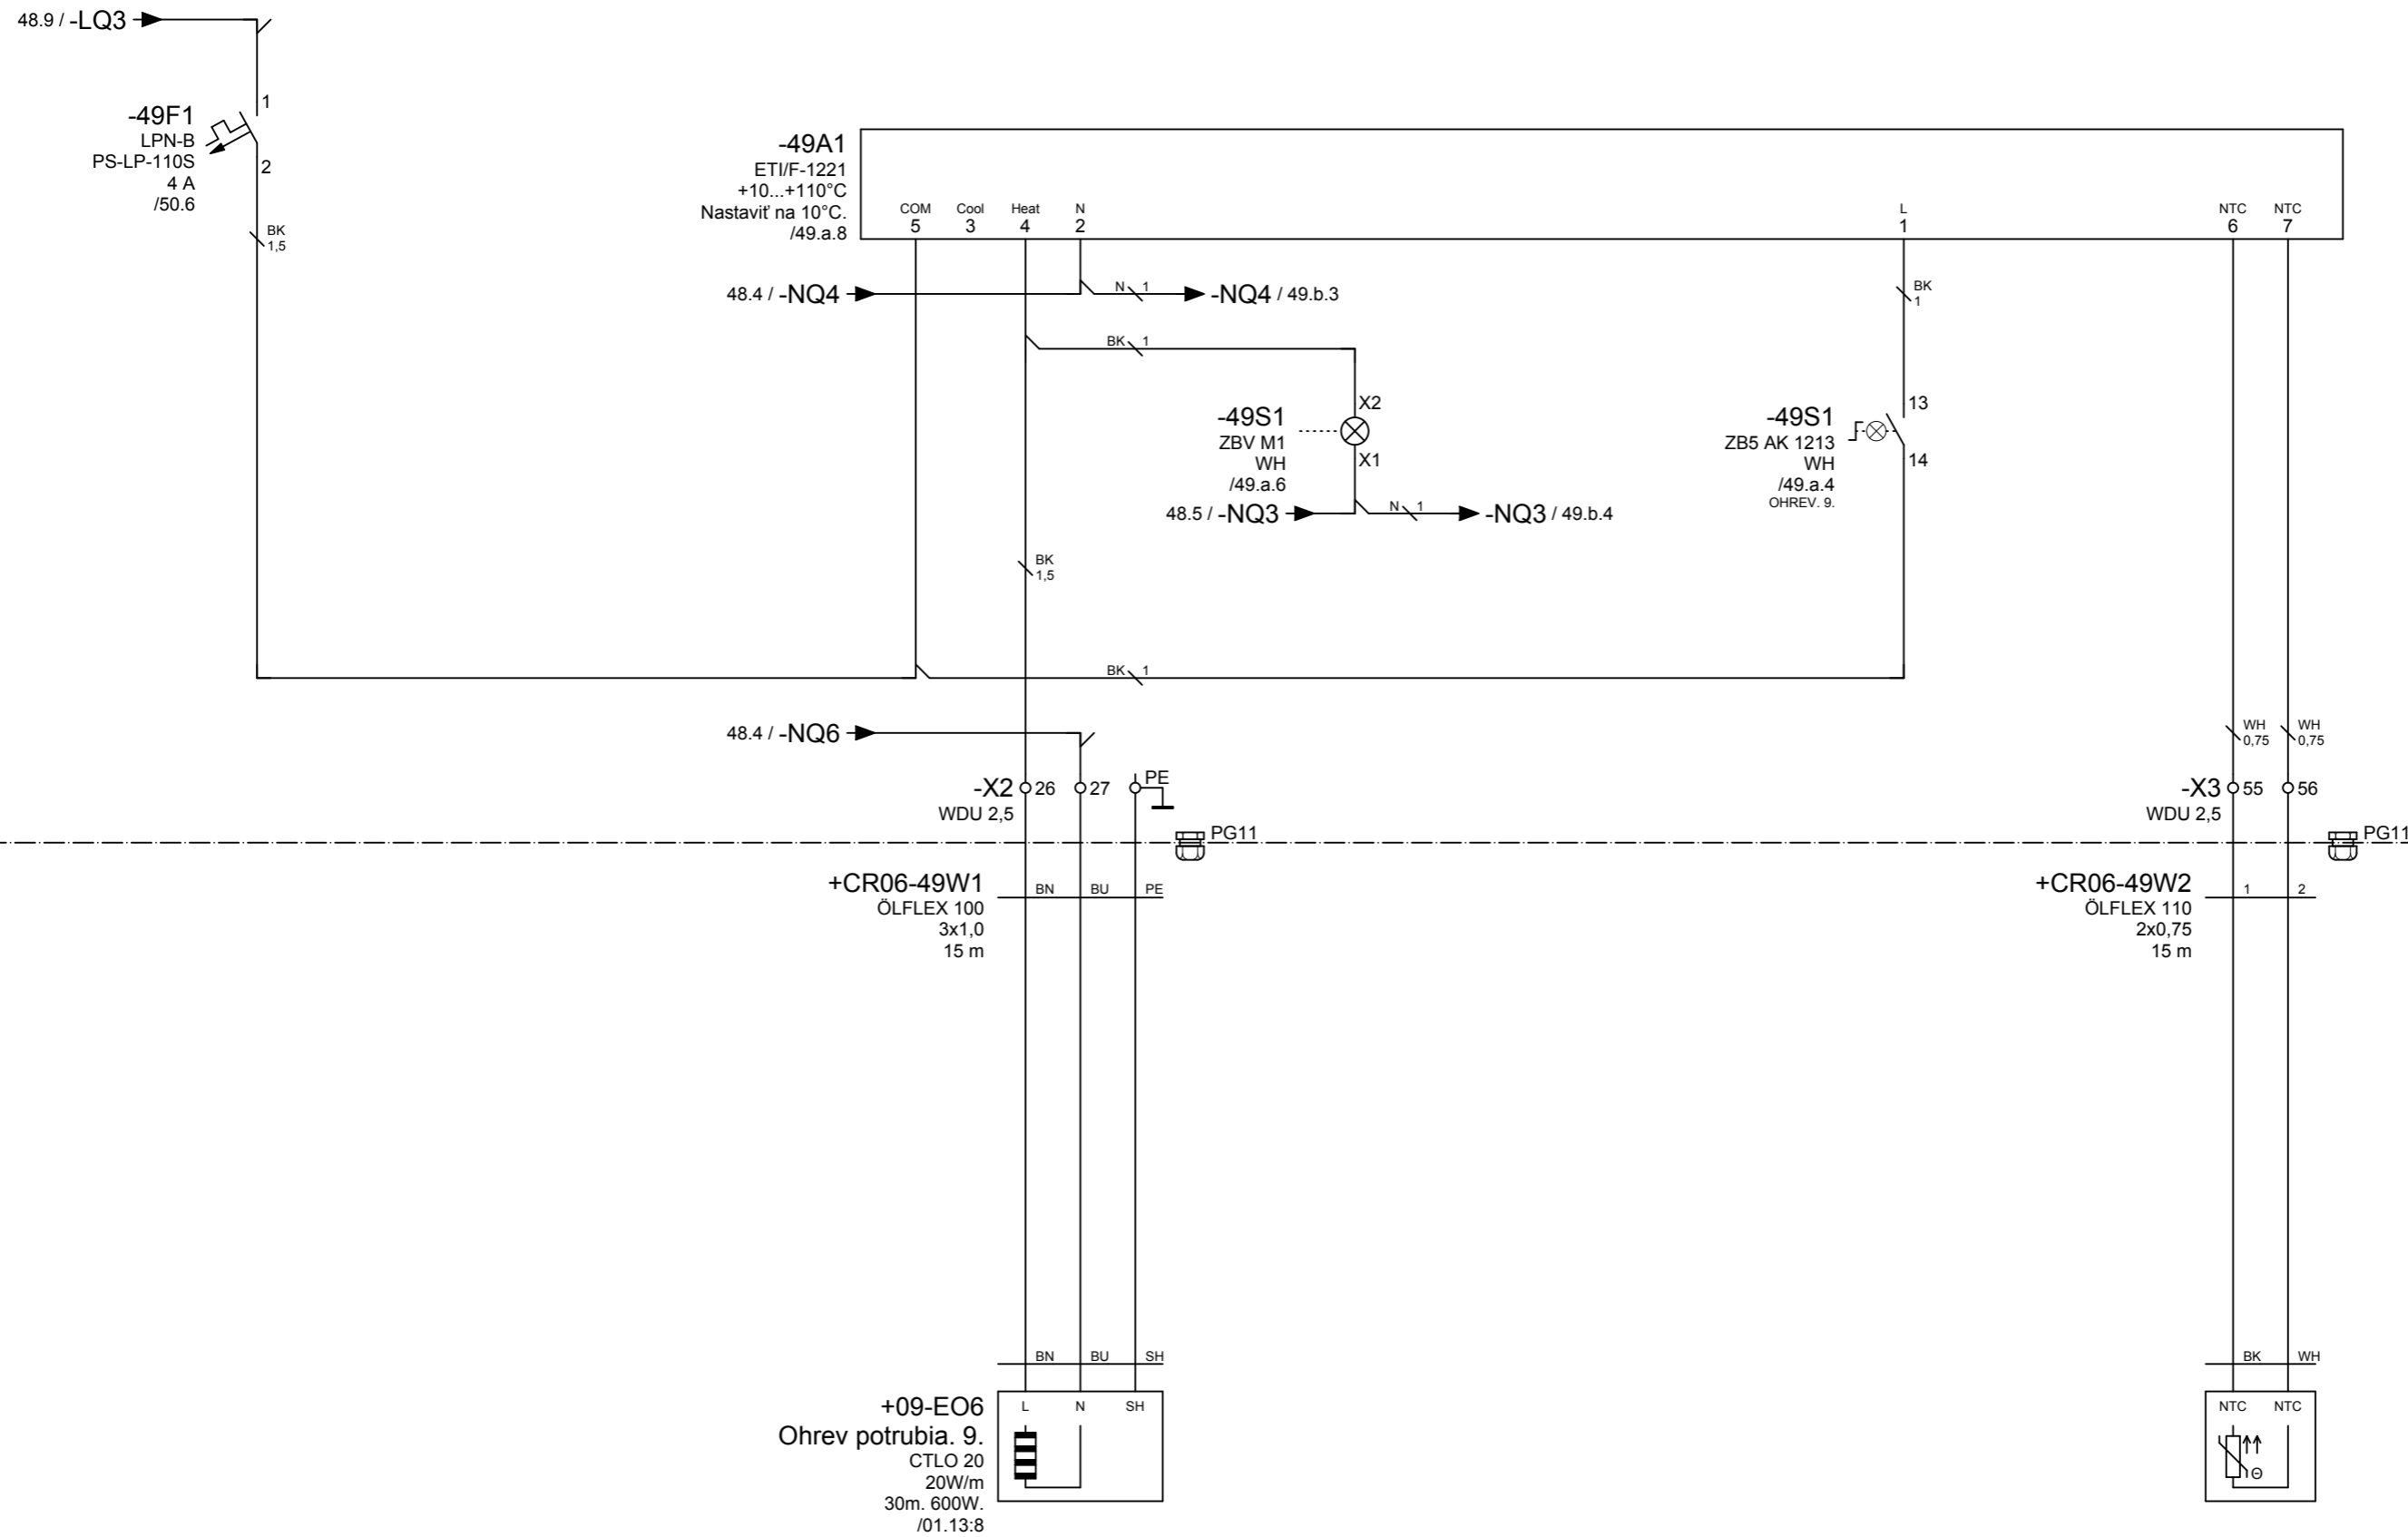 48.9 / -LQ3
-49F1
LPN-B
PS-LP-110S
4 A
/50.6
1
2
BK
1,5
-49A1
ETI/F-1221
+10...+110°C
Nastaviť na 10°C.
/49.a.8
COM Cool Heat N L NTC NTC
5 3 4 2 1 6 7
48.4 / -NQ4 N 1 -NQ4 / 49.b.3
BK
1
BK 1
-49S1
ZBV M1
WH
/49.a.6
X2
X1
-49S1
ZB5 AK 1213
WH
/49.a.4
OHREV. 9.
13
14
48.5 / -NQ3 N 1 -NQ3 / 49.b.4
BK
1,5
BK 1
48.4 / -NQ6
WH
0,75
WH
0,75
-X2 26 27 PE
WDU 2,5
-X3 55 56
WDU 2,5
PG11
PG11
+CR06-49W1
ÖLFLEX 100
3x1,0
15 m
BN BU PE
+CR06-49W2
ÖLFLEX 110
2x0,75
15 m
1 2
BN BU SH
BK WH
+09-EO6
Ohrev potrubia. 9.
CTLO 20
20W/m
30m. 600W.
/01.13:8
L N SH
NTC NTC
Θ